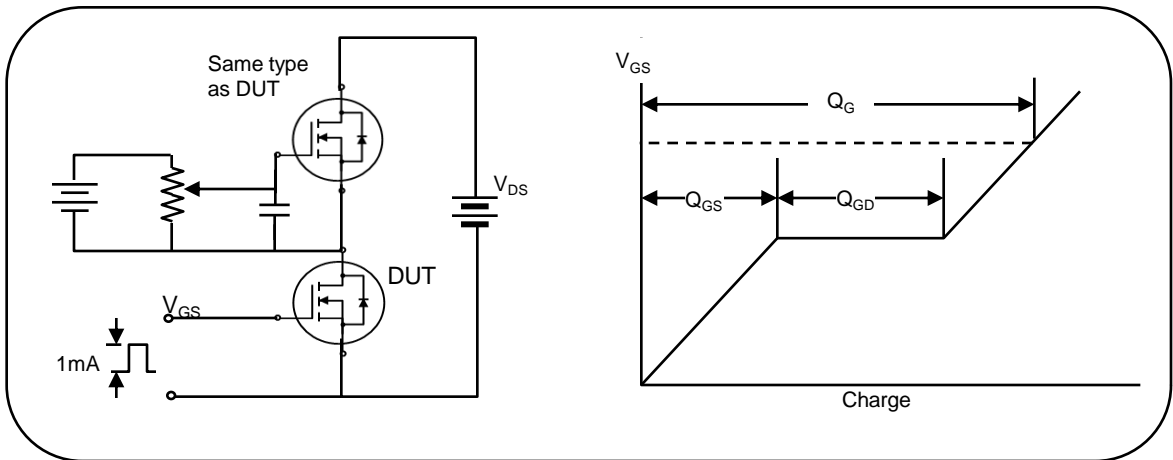 Same type
as DUT
V_DS
DUT
V_GS
1mA
V_GS
Q_G
Q_GS
Q_GD
Charge